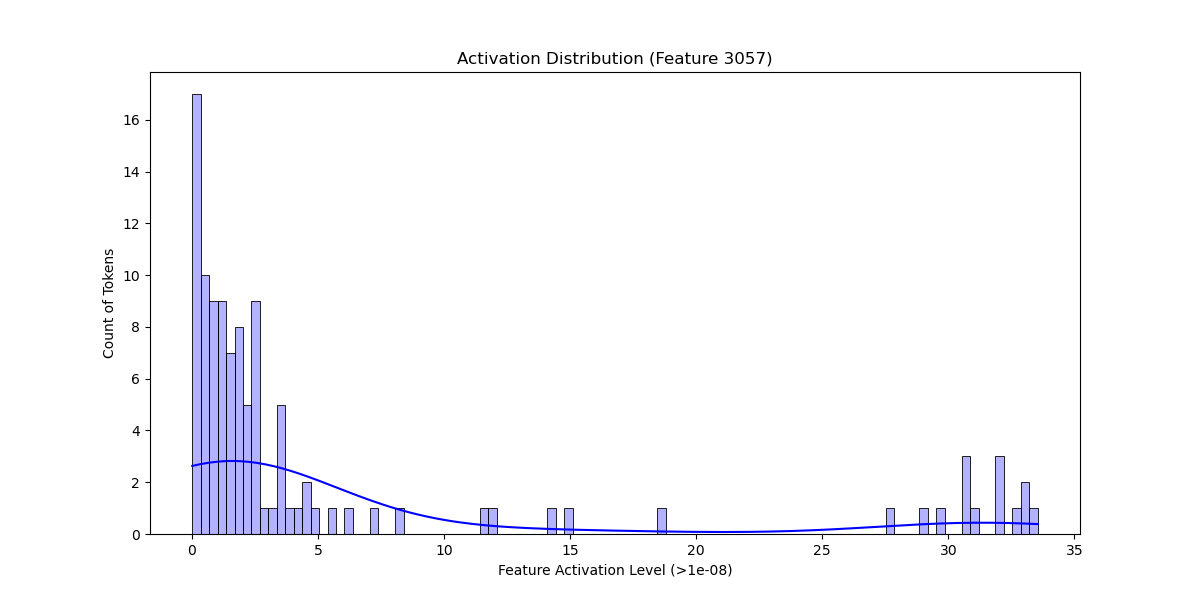 Activation Distribution (Feature 3057)
Count of Tokens
16
14
12
10
8
6
4
2
0
0 5 10 15 20 25 30 35
Feature Activation Level (>1e-08)